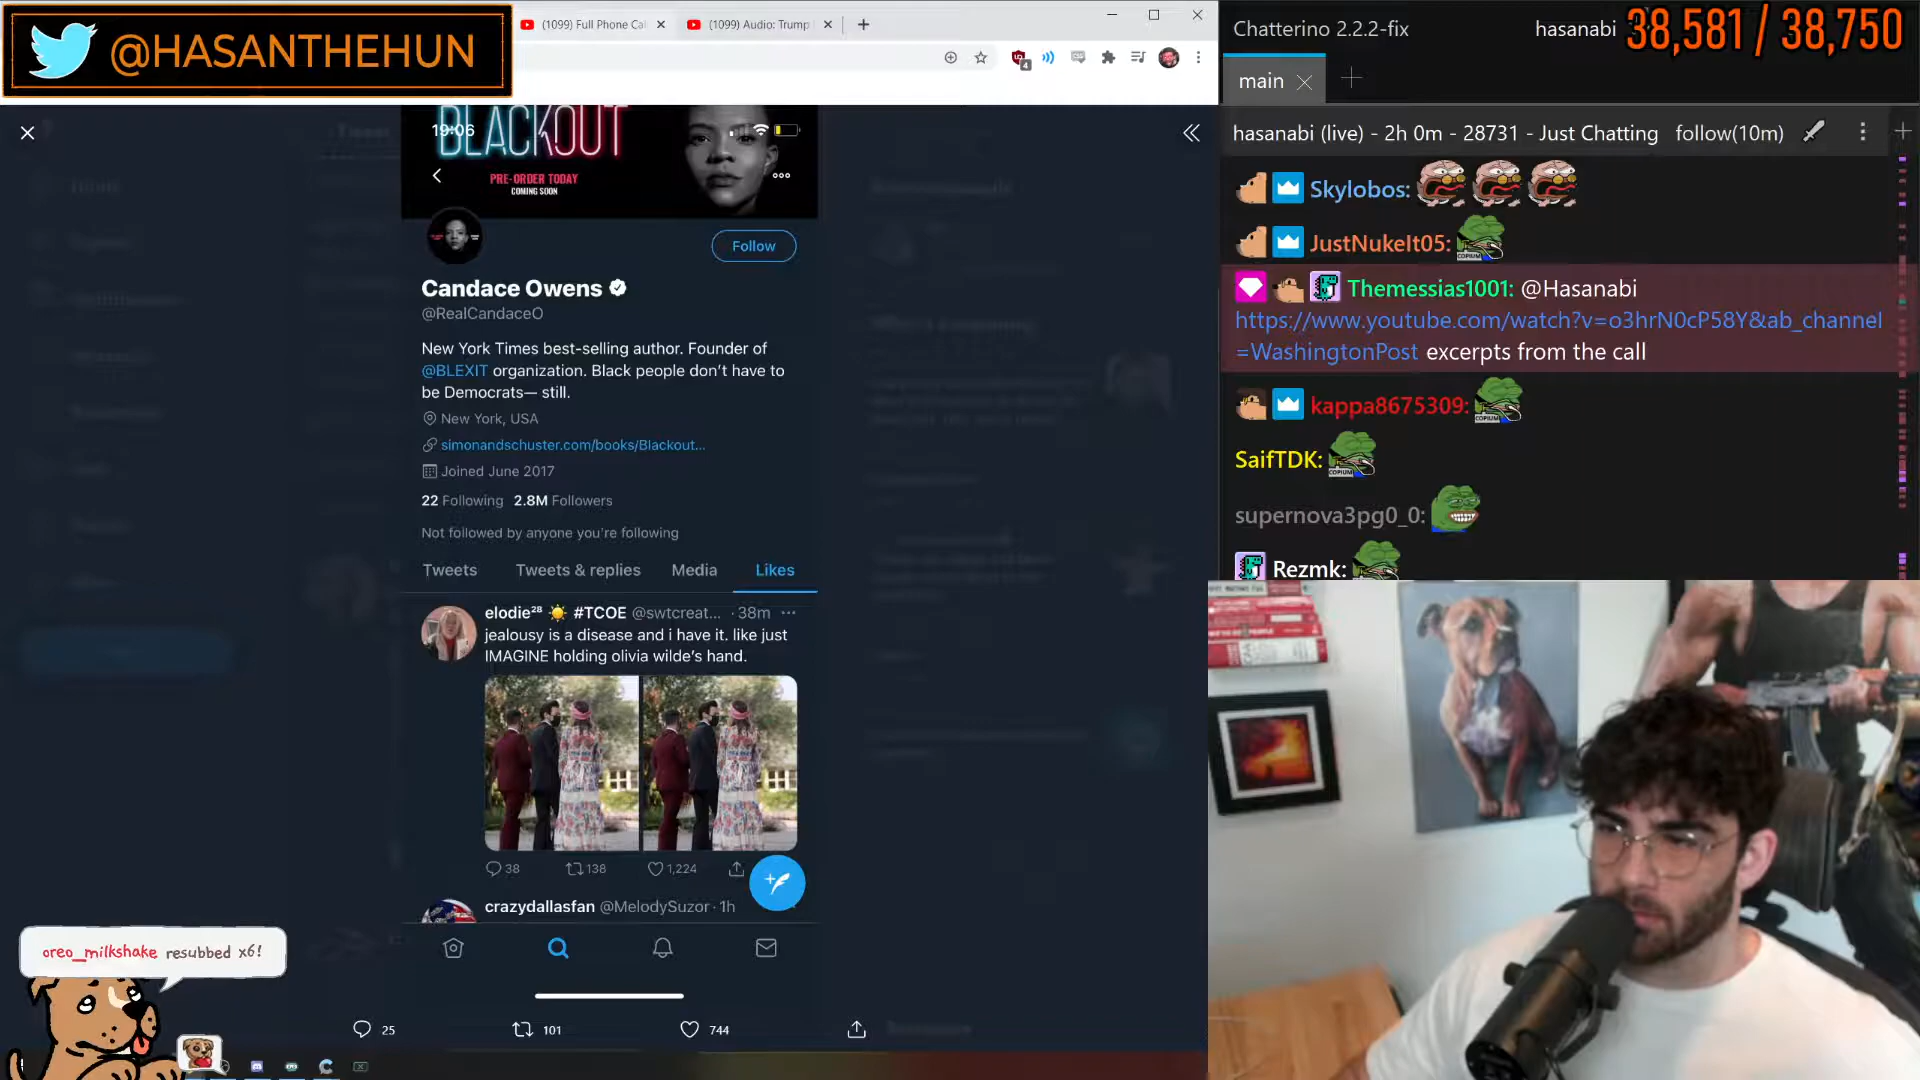 @HASANTHEHUN
(1099) Full Phone Cal
(1099) Audio: Trump
4
Chatterino 2.2.2-fix
hasanabi
38,581 / 38,750
main
hasanabi (live) - 2h 0m - 28731 - Just Chatting
follow(10m)
Skylobos:
JustNukeIt05:
COPIUM
Themessias1001: @Hasanabi
https://www.youtube.com/watch?v=o3hrN0cP58Y&ab_channel
=WashingtonPost excerpts from the call
kappa8675309:
COPIUM
SaifTDK:
COPIUM
supernova3pg0_0:
Rezmk:
BLACKOUT
19:06
PRE-ORDER TODAY
COMING SOON
Follow
Candace Owens
@RealCandaceO
New York Times best-selling author. Founder of
@BLEXIT organization. Black people don’t have to
be Democrats— still.
New York, USA
simonandschuster.com/books/Blackout...
Joined June 2017
22 Following 2.8M Followers
Not followed by anyone you’re following
Tweets
Tweets & replies
Media
Likes
elodie²⁸ ☀️ #TCOE @swtcreat... · 38m
jealousy is a disease and i have it. like just
IMAGINE holding olivia wilde’s hand.
38
138
1,224
crazydallasfan @MelodySuzor · 1h
25
101
744
oreo_milkshake resubbed x6!